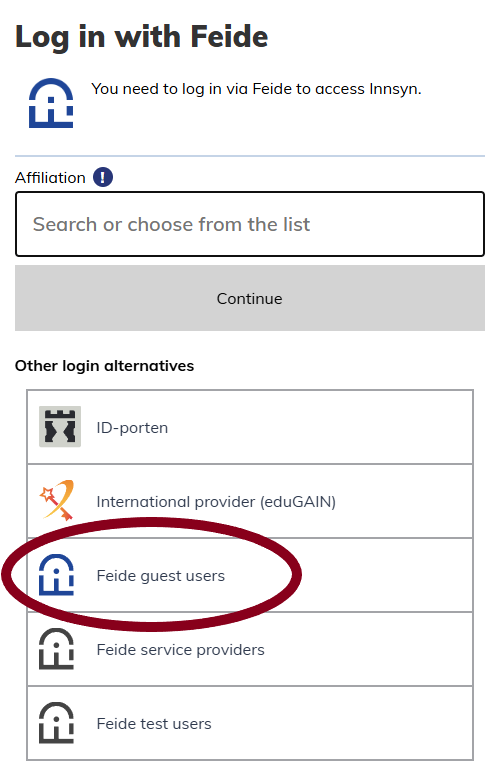 Log in with Feide
You need to log in via Feide to access Innsyn.
Affiliation !
Search or choose from the list
Continue
Other login alternatives
ID-porten
International provider (eduGAIN)
Feide guest users
Feide service providers
Feide test users